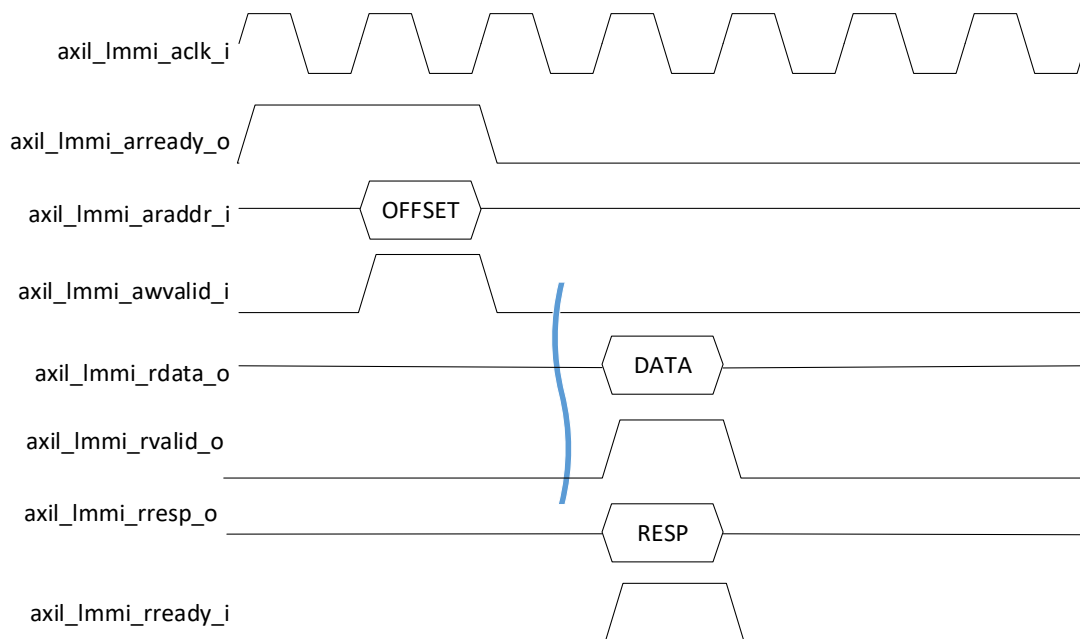 axil_lmmi_aclk_i
axil_lmmi_arready_o
axil_lmmi_araddr_i
OFFSET
axil_lmmi_awvalid_i
axil_lmmi_rdata_o
DATA
axil_lmmi_rvalid_o
axil_lmmi_rresp_o
RESP
axil_lmmi_rready_i